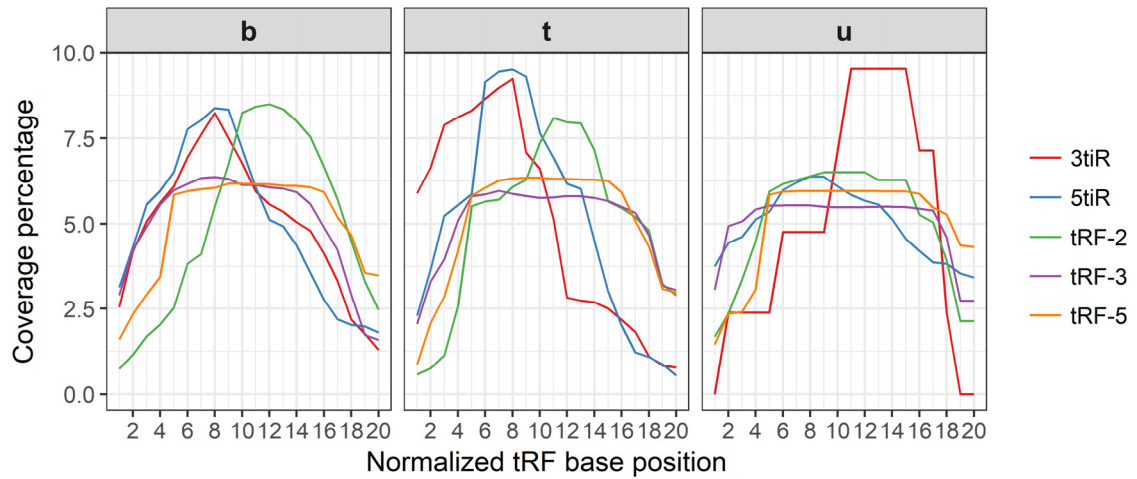 b t u
10.0
7.5
5.0
2.5
0.0
2 4 6 8 10 12 14 16 18 20 2 4 6 8 10 12 14 16 18 20 2 4 6 8 10 12 14 16 18 20
Normalized tRF base position
Coverage percentage
3tiR
5tiR
tRF-2
tRF-3
tRF-5